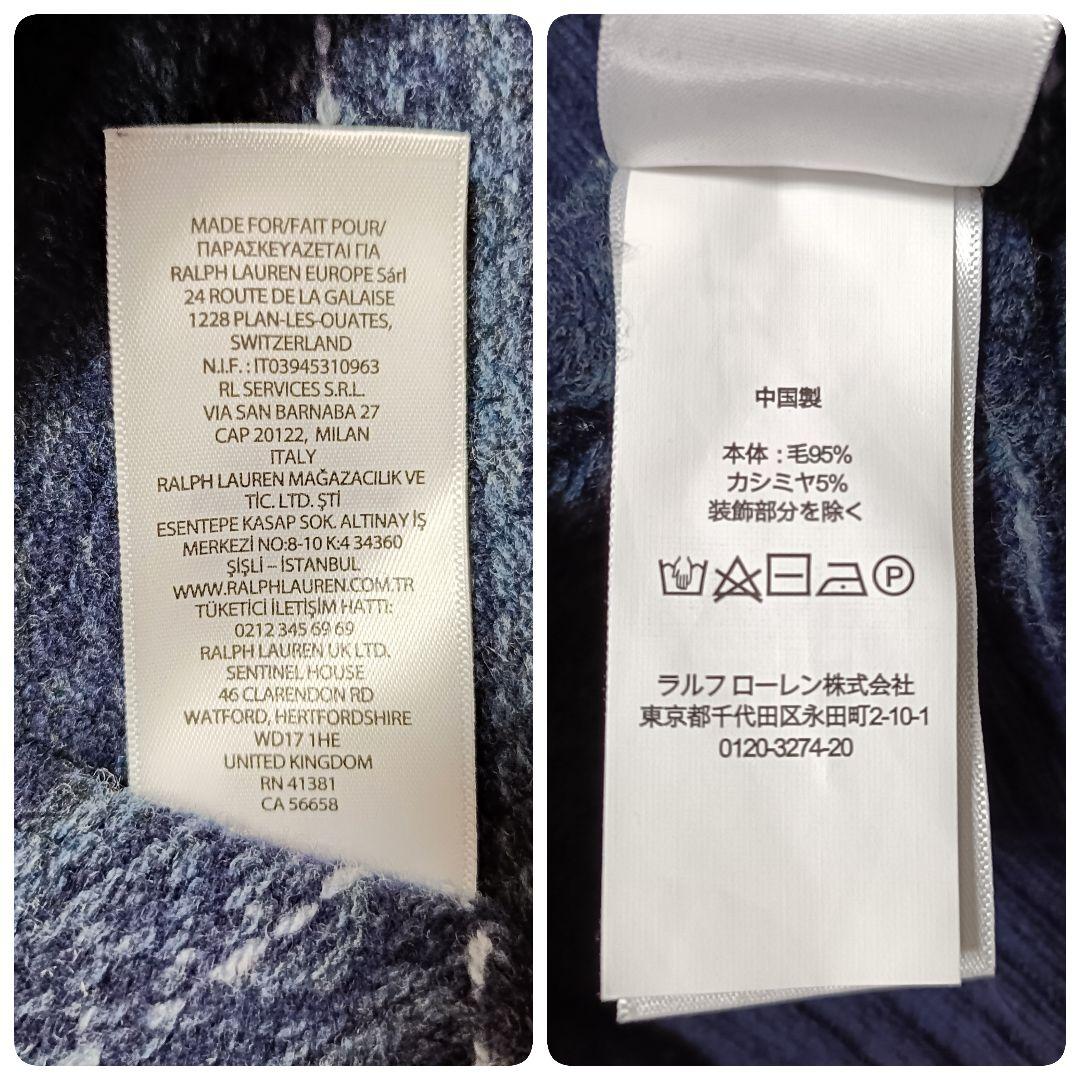 MADE FOR/FAIT POUR/
ΠΑΡΑΣΚΕΥΑΖΕΤΑΙ ΓΙΑ
RALPH LAUREN EUROPE Sárl
24 ROUTE DE LA GALAISE
1228 PLAN-LES-OUATES,
SWITZERLAND
N.I.F. : IT03945310963
RL SERVICES S.R.L.
VIA SAN BARNABA 27
CAP 20122, MILAN
ITALY
RALPH LAUREN MAĞAZACILIK VE
TİC. LTD. ŞTİ
ESENTEPE KASAP SOK. ALTINAY İŞ
MERKEZİ NO:8-10 K:4 34360
ŞİŞLİ – İSTANBUL
WWW.RALPHLAUREN.COM.TR
TÜKETİCİ İLETİŞİM HATTI:
0212 345 69 69
RALPH LAUREN UK LTD.
SENTINEL HOUSE
46 CLARENDON RD
WATFORD, HERTFORDSHIRE
WD17 1HE
UNITED KINGDOM
RN 41381
CA 56658
中国製
本体 : 毛95%
カシミヤ5%
装飾部分を除く
P
ラルフ ローレン株式会社
東京都千代田区永田町2-10-1
0120-3274-20